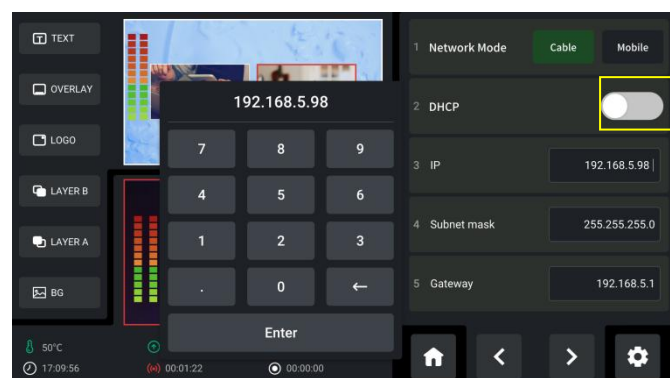 TEXT
OVERLAY
LOGO
LAYER B
LAYER A
BG
50°C
17:09:56
00:01:22
00:00:00
192.168.5.98
7 8 9
4 5 6
1 2 3
. 0 ←
Enter
1 Network Mode Cable Mobile
2 DHCP
3 IP 192.168.5.98
4 Subnet mask 255.255.255.0
5 Gateway 192.168.5.1